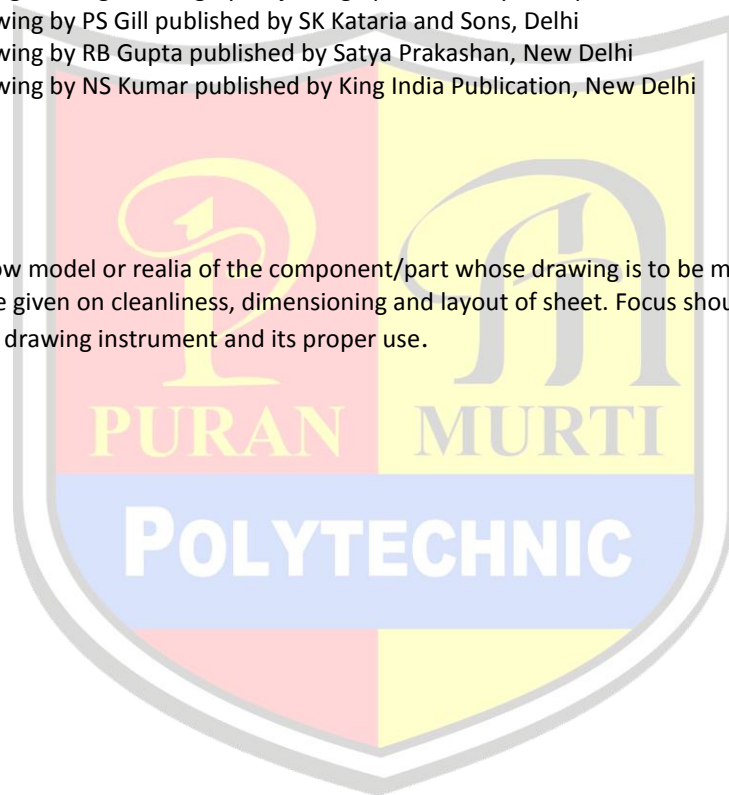 wing by PS Gill published by SK Kataria and Sons, Delhi
wing by RB Gupta published by Satya Prakashan, New Delhi
wing by NS Kumar published by King India Publication, New Delhi
ow model or realia of the component/part whose drawing is to be m
e given on cleanliness, dimensioning and layout of sheet. Focus shou
drawing instrument and its proper use.
PURAN MURTI
POLYTECHNIC